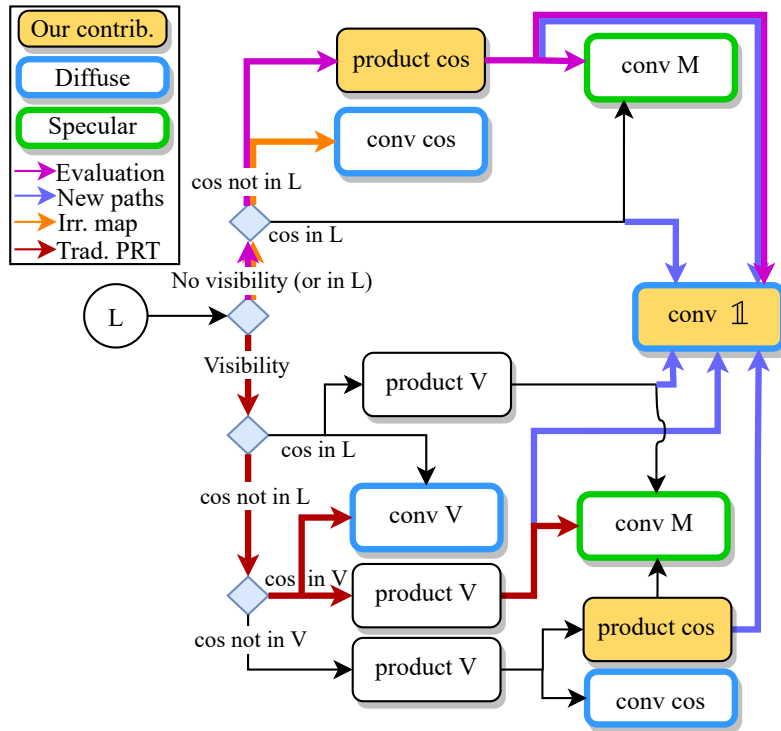 Our contrib.
Diffuse
Specular
Evaluation
New paths
Irr. map
Trad. PRT
product cos
conv M
conv cos
cos not in L
cos in L
No visibility (or in L)
L
conv 𝟙
Visibility
product V
cos in L
cos not in L
conv V
conv M
cos in V
product V
product cos
cos not in V
product V
conv cos